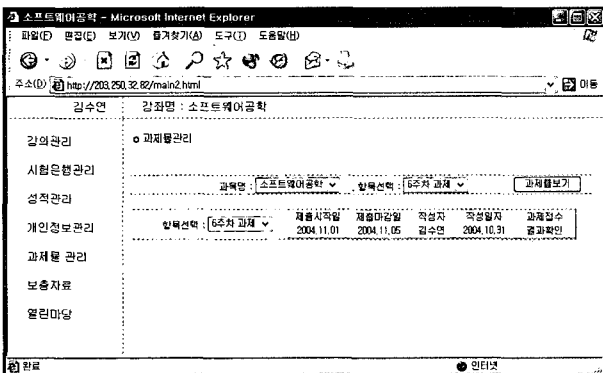 소프트웨어공학 - Microsoft Internet Explorer
파일(F) 편집(E) 보기(V) 즐겨찾기(A) 도구(T) 도움말(H)
주소(D) http://203.250.32.82/main2.html 이동
김수연 강좌명 : 소프트웨어공학
강의관리
시험은행관리
성적관리
개인정보관리
과제물 관리
보충자료
열린마당
o 과제물관리
과목명 : 소프트웨어공학 항목선택 : 6주차 과제 과제물보기
항목선택 : 6주차 과제
제출시작일 제출마감일 작성자 작성일자 과제점수
2004.11.01 2004.11.05 김수연 2004.10.31 결과확인
완료 인터넷